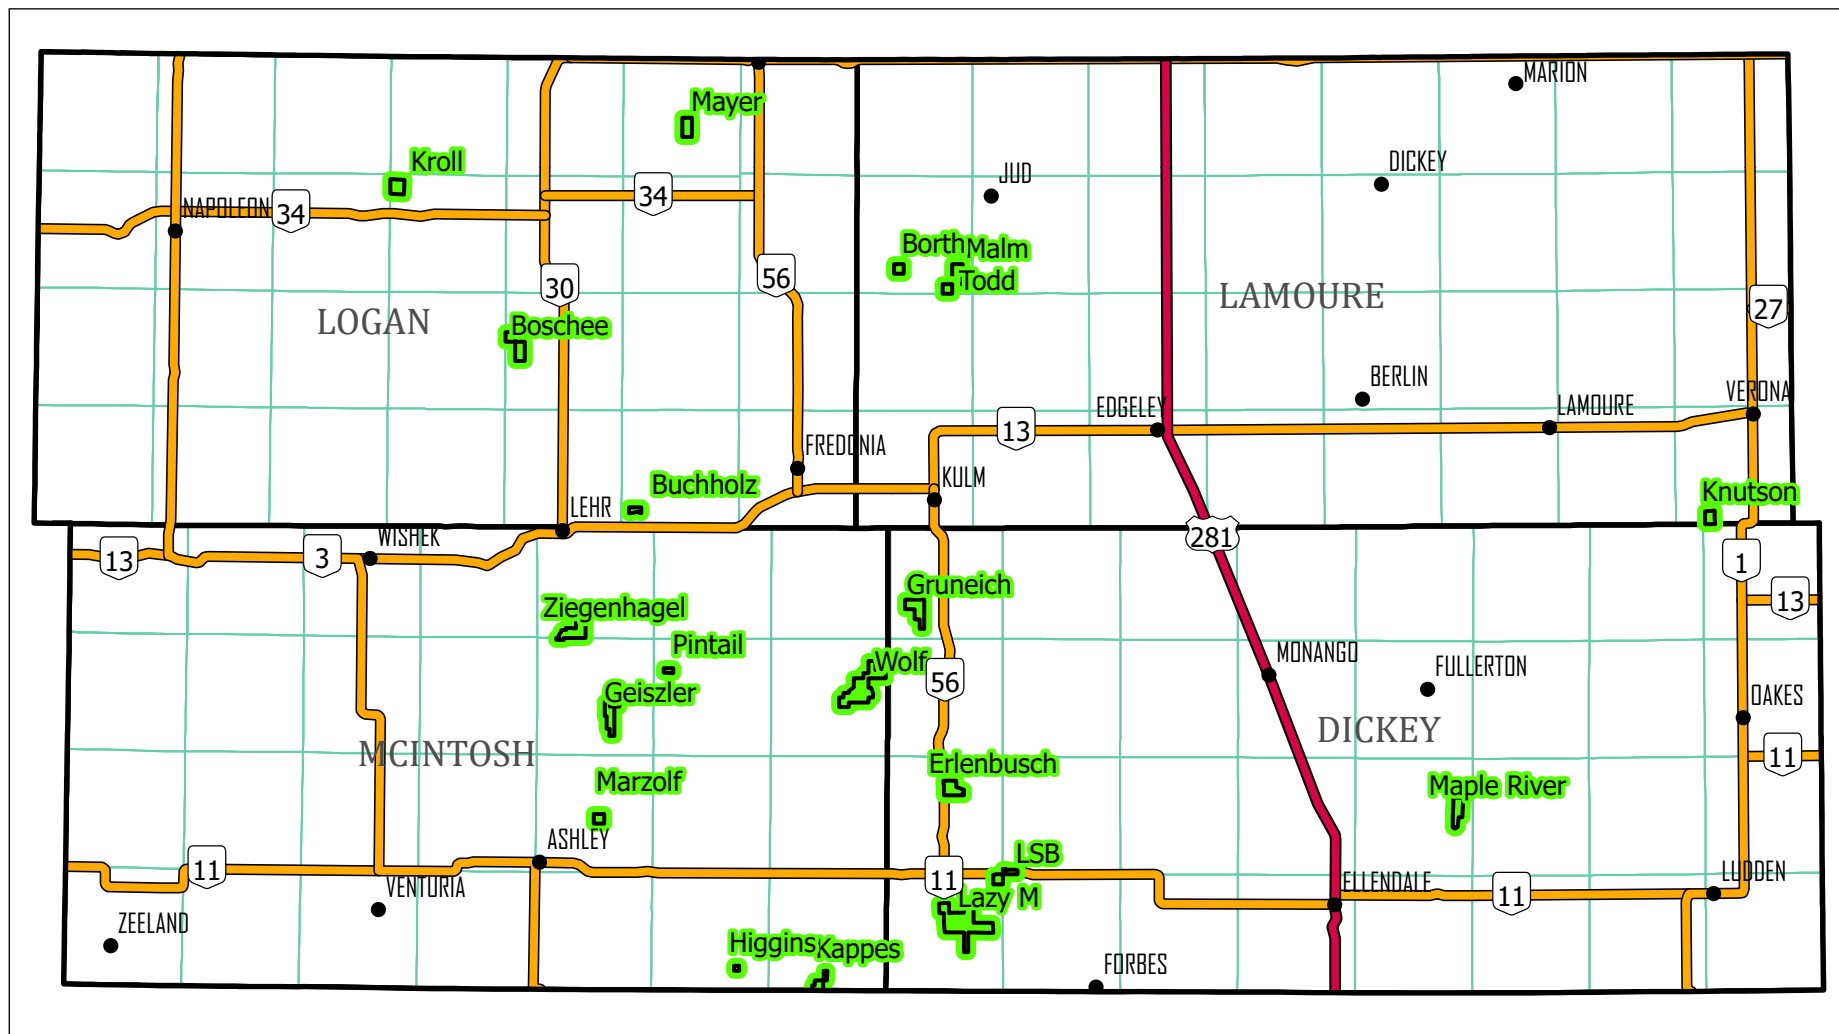 MARION
Mayer
Kroll
DICKEY
JUD
34
NAPOLEON
34
Borth
Malm
56
Todd
30
LAMOURE
27
LOGAN
Boschee
BERLIN
VERONA
EDGELEY
13
LAMOURE
FREDONIA
Buchholz
KULM
Knutson
LEHR
281
WISHEK
13
3
1
Gruneich
13
Ziegenhagel
Pintail
MONANGO
Wolf
FULLERTON
56
Geiszler
OAKES
DICKEY
MCINTOSH
11
Erlenbusch
Marzolf
Maple River
ASHLEY
LSB
11
11
VENTURIA
ELLENDALE
11
LUDDEN
Lazy M
ZEELAND
Higgins
Kappes
FORBES